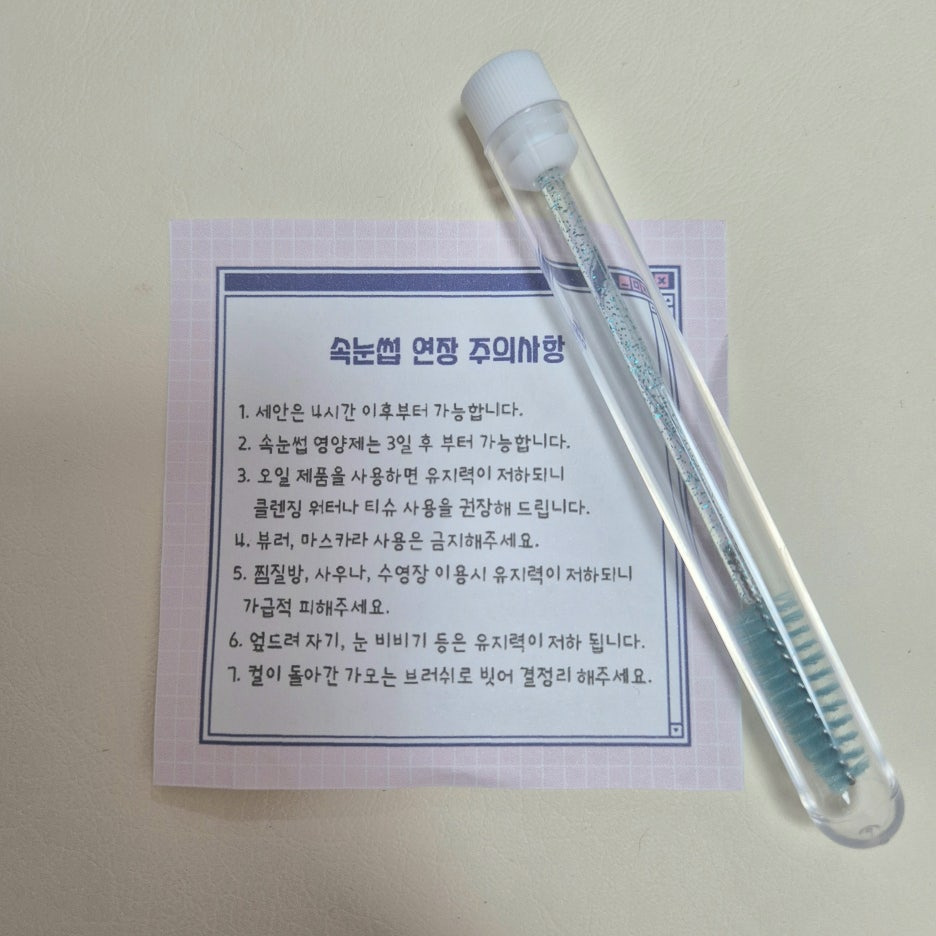 속눈썹 연장 주의사항
1. 세안은 4시간 이후부터 가능합니다.
2. 속눈썹 영양제는 3일 후 부터 가능합니다.
3. 오일 제품을 사용하면 유지력이 저하되니
클렌징 워터나 티슈 사용을 권장해 드립니다.
4. 뷰러, 마스카라 사용은 금지해주세요.
5. 찜질방, 사우나, 수영장 이용시 유지력이 저하되니
가급적 피해주세요.
6. 엎드려 자기, 눈 비비기 등은 유지력이 저하 됩니다.
7. 컬이 돌아간 가모는 브러쉬로 빗어 결정리 해주세요.